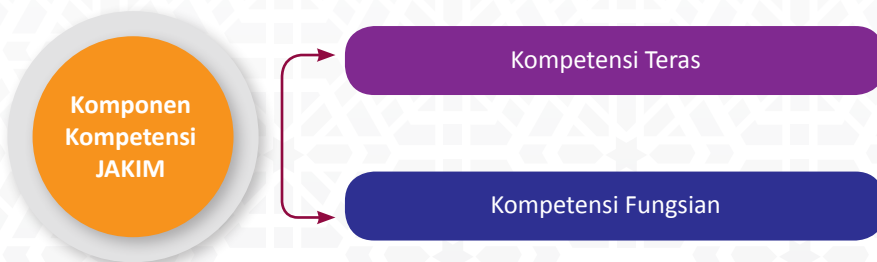 Komponen
Kompetensi
JAKIM
Kompetensi Teras
Kompetensi Fungsian